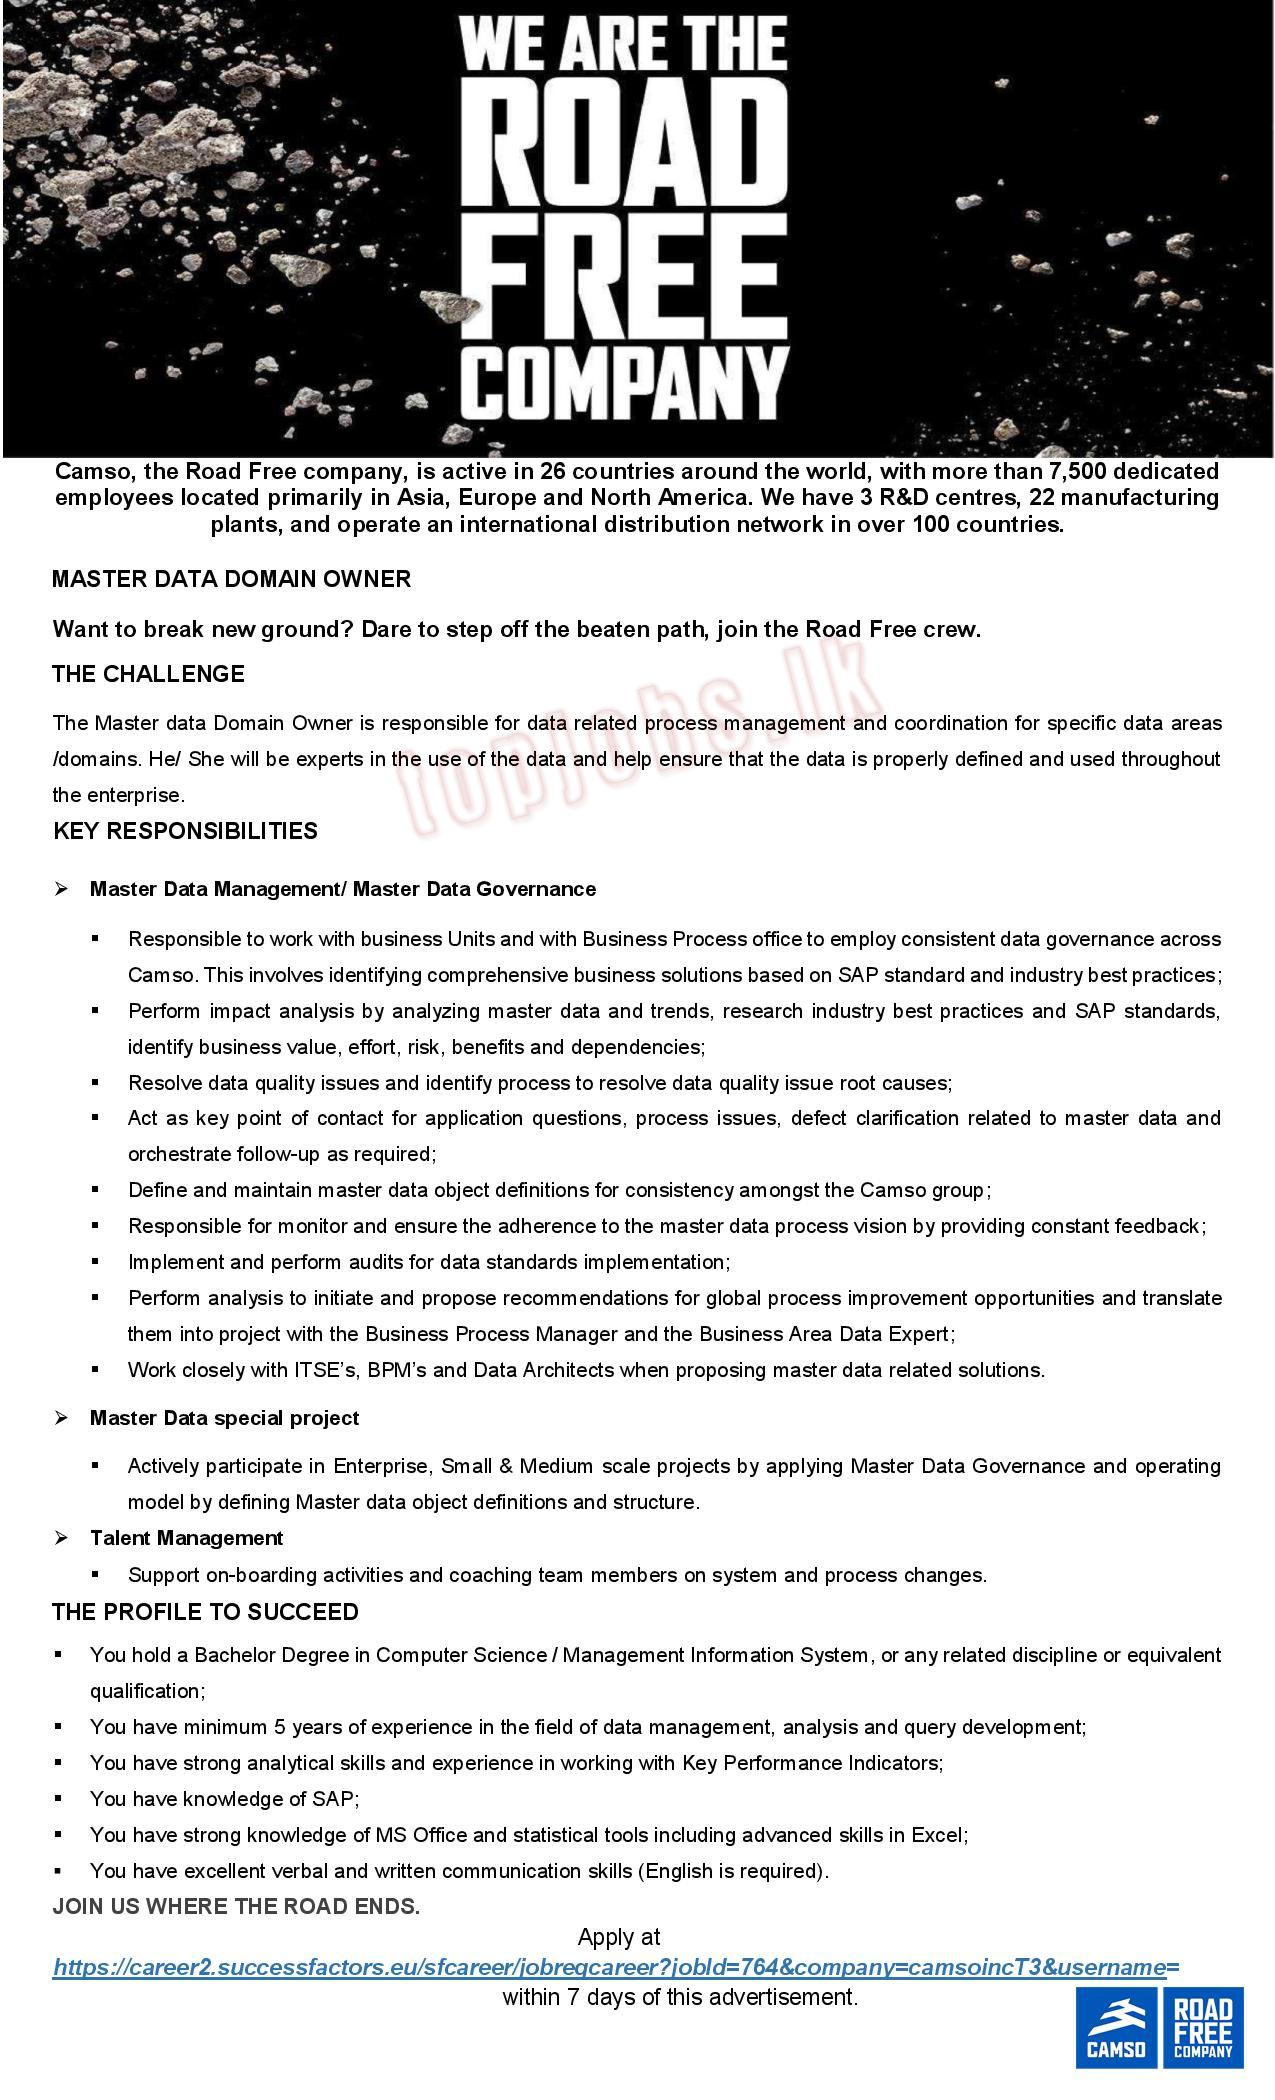 WE ARE THE
ROAD
FREE
COMPANY
Camso, the Road Free company, is active in 26 countries around the world, with more than 7,500 dedicated
employees located primarily in Asia, Europe and North America. We have 3 R&D centres, 22 manufacturing
plants, and operate an international distribution network in over 100 countries.
MASTER DATA DOMAIN OWNER
Want to break new ground? Dare to step off the beaten path, join the Road Free crew.
THE CHALLENGE
The Master data Domain Owner is responsible for data related process management and coordination for specific data areas
/domains. He/ She will be experts in the use of the data and help ensure that the data is properly defined and used throughout
the enterprise.
topjobs.lk
KEY RESPONSIBILITIES
➢ Master Data Management/ Master Data Governance
▪ Responsible to work with business Units and with Business Process office to employ consistent data governance across
Camso. This involves identifying comprehensive business solutions based on SAP standard and industry best practices;
▪ Perform impact analysis by analyzing master data and trends, research industry best practices and SAP standards,
identify business value, effort, risk, benefits and dependencies;
▪ Resolve data quality issues and identify process to resolve data quality issue root causes;
▪ Act as key point of contact for application questions, process issues, defect clarification related to master data and
orchestrate follow-up as required;
▪ Define and maintain master data object definitions for consistency amongst the Camso group;
▪ Responsible for monitor and ensure the adherence to the master data process vision by providing constant feedback;
▪ Implement and perform audits for data standards implementation;
▪ Perform analysis to initiate and propose recommendations for global process improvement opportunities and translate
them into project with the Business Process Manager and the Business Area Data Expert;
▪ Work closely with ITSE's, BPM's and Data Architects when proposing master data related solutions.
➢ Master Data special project
▪ Actively participate in Enterprise, Small & Medium scale projects by applying Master Data Governance and operating
model by defining Master data object definitions and structure.
➢ Talent Management
▪ Support on-boarding activities and coaching team members on system and process changes.
THE PROFILE TO SUCCEED
▪ You hold a Bachelor Degree in Computer Science / Management Information System, or any related discipline or equivalent
qualification;
▪ You have minimum 5 years of experience in the field of data management, analysis and query development;
▪ You have strong analytical skills and experience in working with Key Performance Indicators;
▪ You have knowledge of SAP;
▪ You have strong knowledge of MS Office and statistical tools including advanced skills in Excel;
▪ You have excellent verbal and written communication skills (English is required).
JOIN US WHERE THE ROAD ENDS.
Apply at
https://career2.successfactors.eu/sfcareer/jobreqcareer?jobId=764&company=camsoincT3&username=
within 7 days of this advertisement.
CAMSO
ROAD
FREE
COMPANY